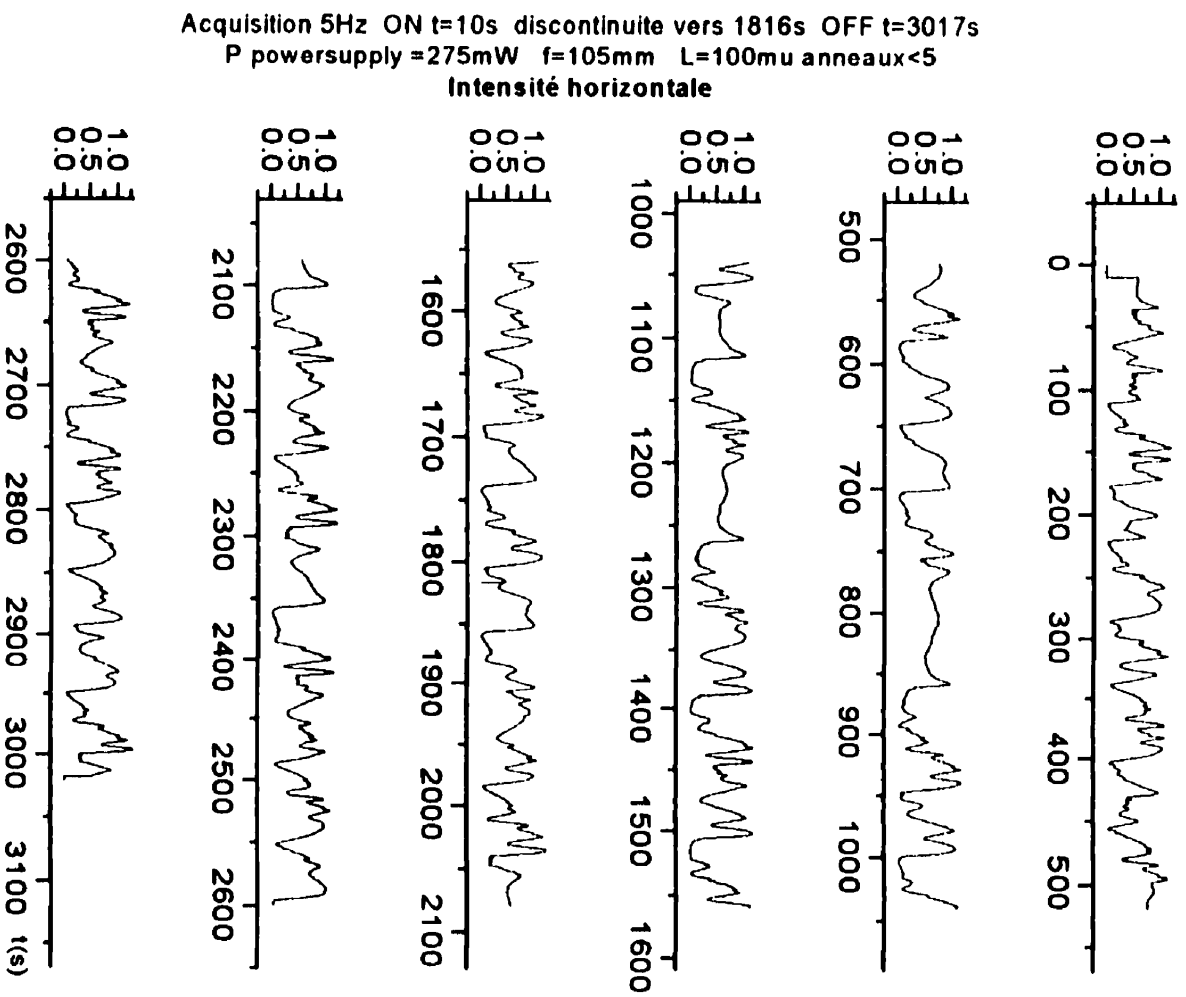 Acquisition 5Hz ON t=10s discontinuite vers 1816s OFF t=3017s
P powersupply =275mW f=105mm L=100mu anneaux<5
Intensité horizontale
1.0
0.5
0.0
0 100 200 300 400 500
1.0
0.5
0.0
500 600 700 800 900 1000
1.0
0.5
0.0
1000 1100 1200 1300 1400 1500 1600
1.0
0.5
0.0
1600 1700 1800 1900 2000 2100
1.0
0.5
0.0
2100 2200 2300 2400 2500 2600
1.0
0.5
0.0
2600 2700 2800 2900 3000 3100 t(s)